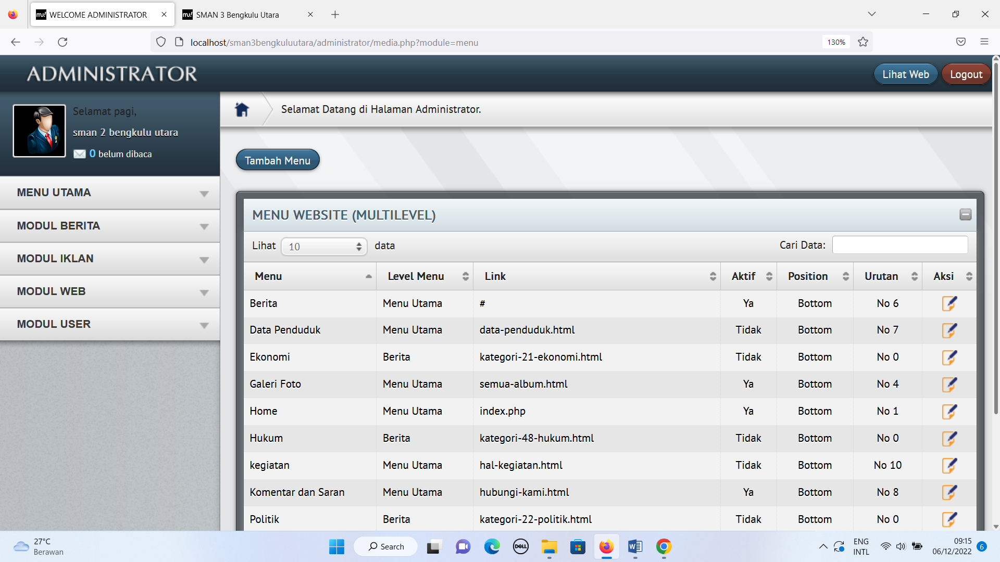 mu! WELCOME ADMINISTRATOR
mu! SMAN 3 Bengkulu Utara
localhost/sman3bengkuluutara/administrator/media.php?module=menu
130%
ADMINISTRATOR
Lihat Web
Logout
Selamat pagi,
sman 2 bengkulu utara
0 belum dibaca
Selamat Datang di Halaman Administrator.
MENU UTAMA
MODUL BERITA
MODUL IKLAN
MODUL WEB
MODUL USER
Tambah Menu
MENU WEBSITE (MULTILEVEL)
Lihat 10 data
Cari Data:
Menu Level Menu Link Aktif Position Urutan Aksi
Berita Menu Utama # Ya Bottom No 6
Data Penduduk Menu Utama data-penduduk.html Tidak Bottom No 7
Ekonomi Berita kategori-21-ekonomi.html Tidak Bottom No 0
Galeri Foto Menu Utama semua-album.html Ya Bottom No 4
Home Menu Utama index.php Ya Bottom No 1
Hukum Berita kategori-48-hukum.html Tidak Bottom No 0
kegiatan Menu Utama hal-kegiatan.html Tidak Bottom No 10
Komentar dan Saran Menu Utama hubungi-kami.html Ya Bottom No 8
Politik Berita kategori-22-politik.html Tidak Bottom No 0
27°C
Berawan
Search
DELL
ENG
INTL
09:15
06/12/2022
6